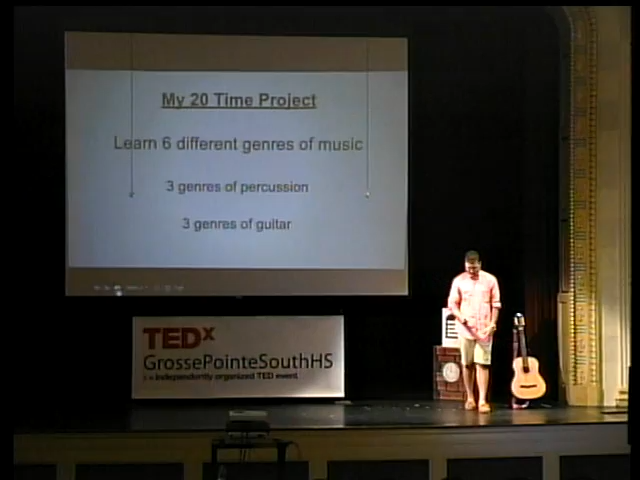 My 20 Time Project
Learn 6 different genres of music
3 genres of percussion
3 genres of guitar
TEDx
GrossePointeSouthHS
x = independently organized TED event
E